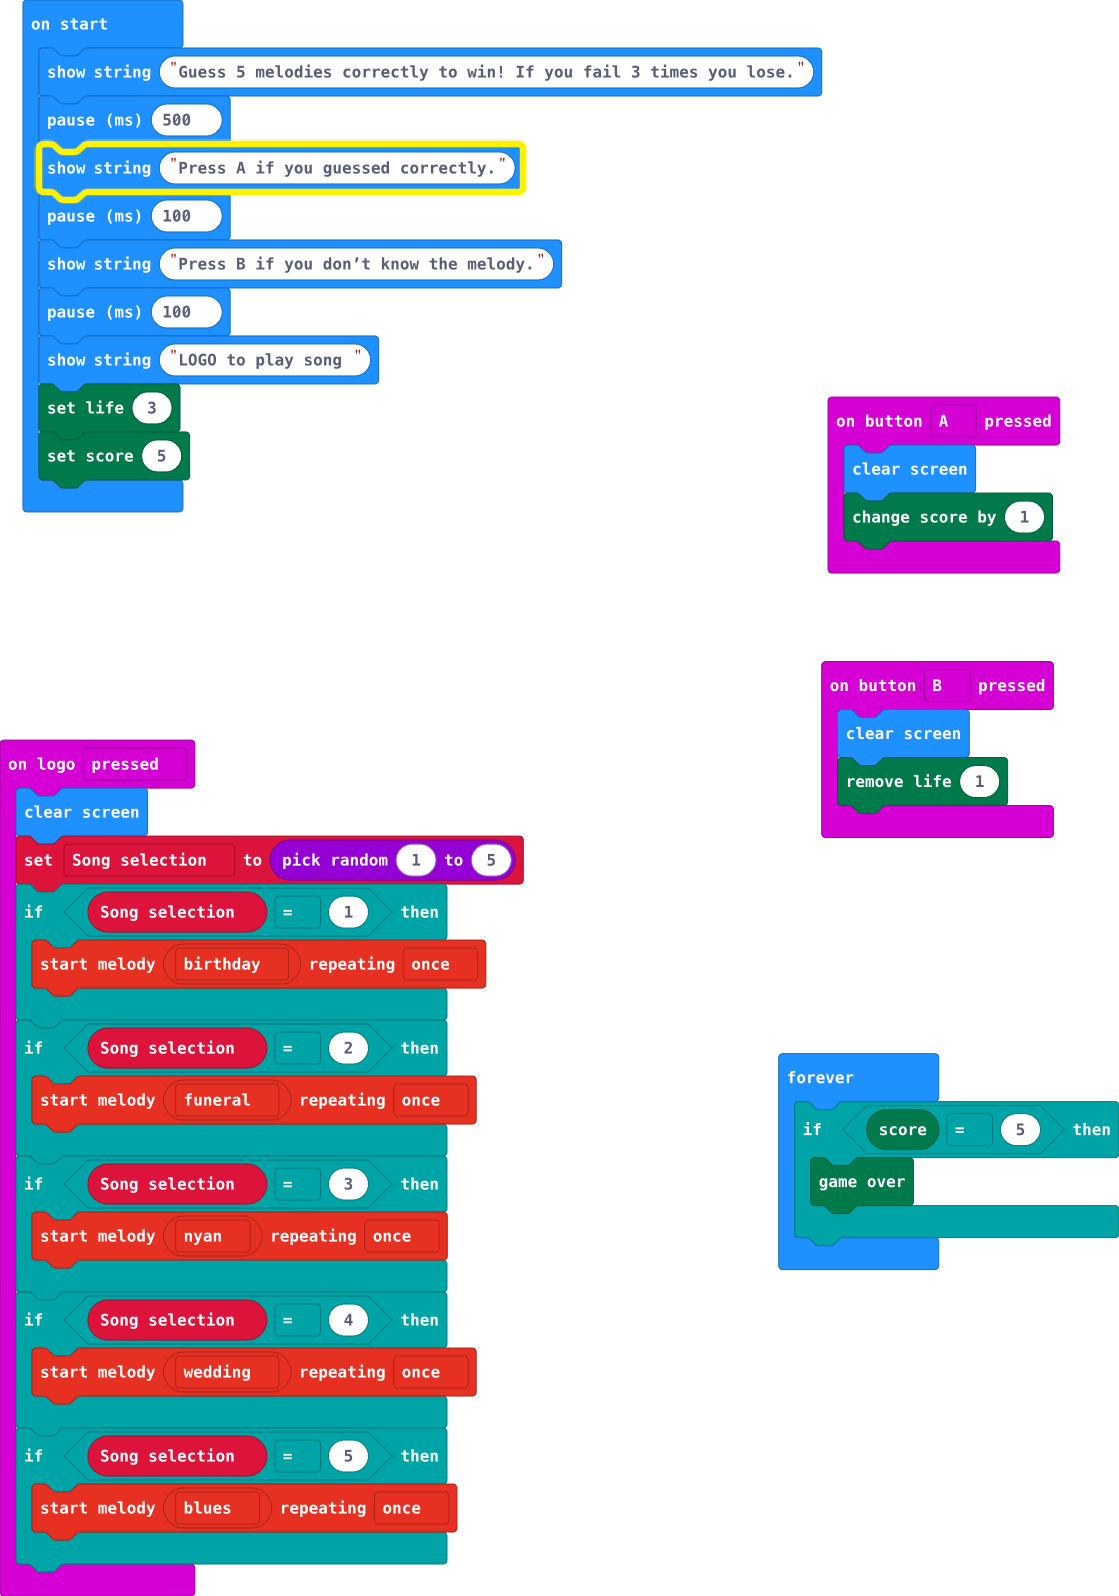 on start
show string "Guess 5 melodies correctly to win! If you fail 3 times you lose."
pause (ms) 500
show string "Press A if you guessed correctly."
pause (ms) 100
show string "Press B if you don’t know the melody."
pause (ms) 100
show string "LOGO to play song "
set life 3
set score 5
on button A pressed
clear screen
change score by 1
on button B pressed
clear screen
remove life 1
on logo pressed
clear screen
set Song selection to pick random 1 to 5
if Song selection = 1 then
start melody birthday repeating once
if Song selection = 2 then
start melody funeral repeating once
if Song selection = 3 then
start melody nyan repeating once
if Song selection = 4 then
start melody wedding repeating once
if Song selection = 5 then
start melody blues repeating once
forever
if score = 5 then
game over